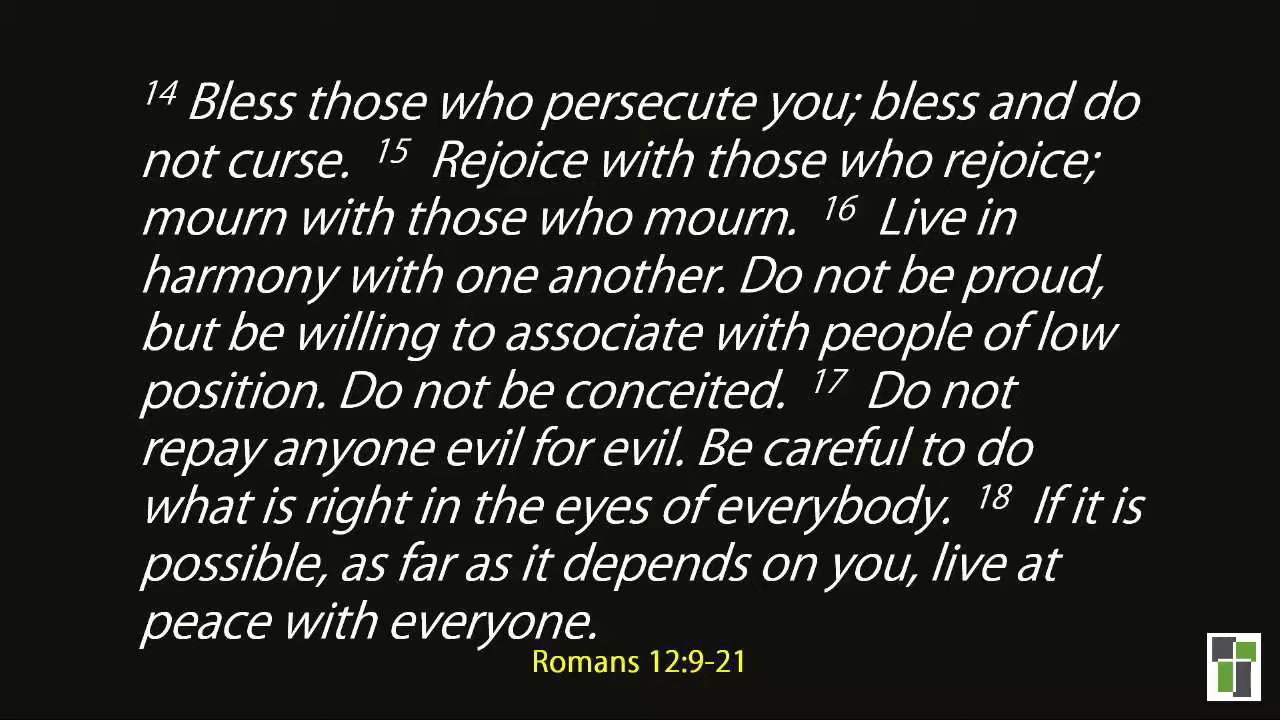 14 Bless those who persecute you; bless and do
not curse. 15 Rejoice with those who rejoice;
mourn with those who mourn. 16 Live in
harmony with one another. Do not be proud,
but be willing to associate with people of low
position. Do not be conceited. 17 Do not
repay anyone evil for evil. Be careful to do
what is right in the eyes of everybody. 18 If it is
possible, as far as it depends on you, live at
peace with everyone.
Romans 12:9-21